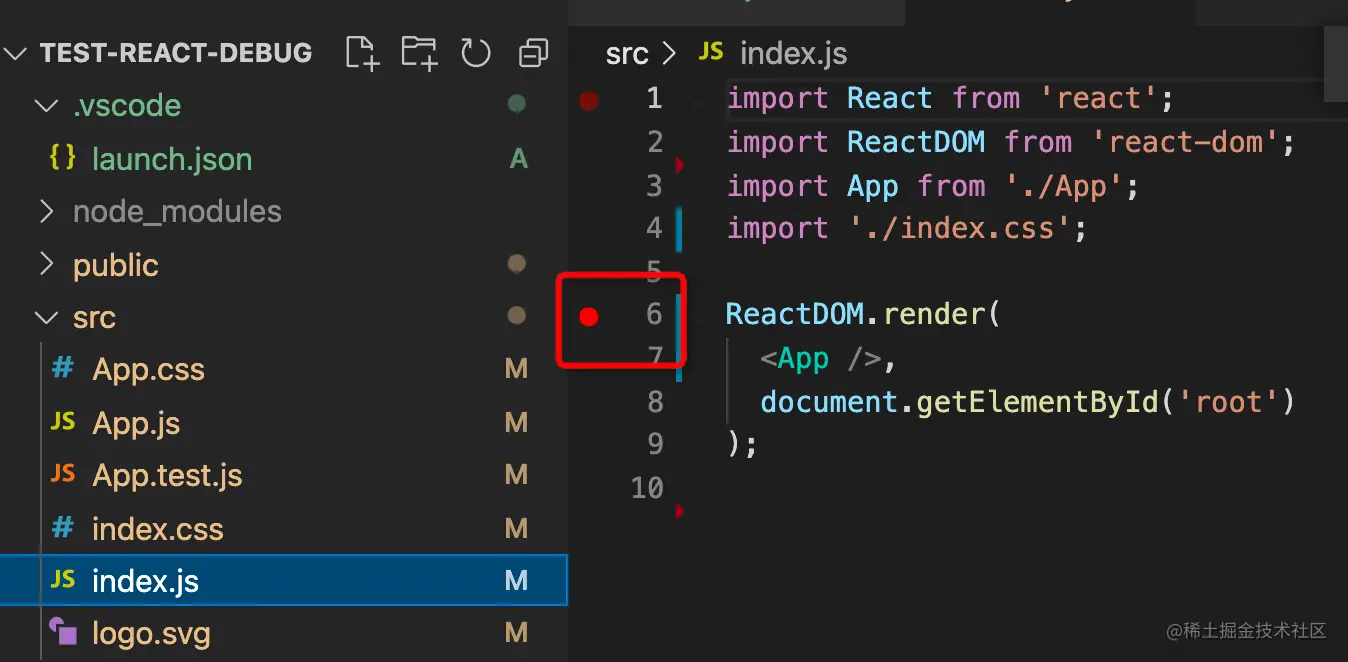 TEST-REACT-DEBUG
.vscode
{} launch.json A
node_modules
public
src
# App.css M
JS App.js M
JS App.test.js M
# index.css M
JS index.js M
logo.svg M
src > JS index.js
1 import React from 'react';
2 import ReactDOM from 'react-dom';
3 import App from './App';
4 import './index.css';
5
6 ReactDOM.render(
7 <App />,
8 document.getElementById('root')
9 );
10
@稀土掘金技术社区